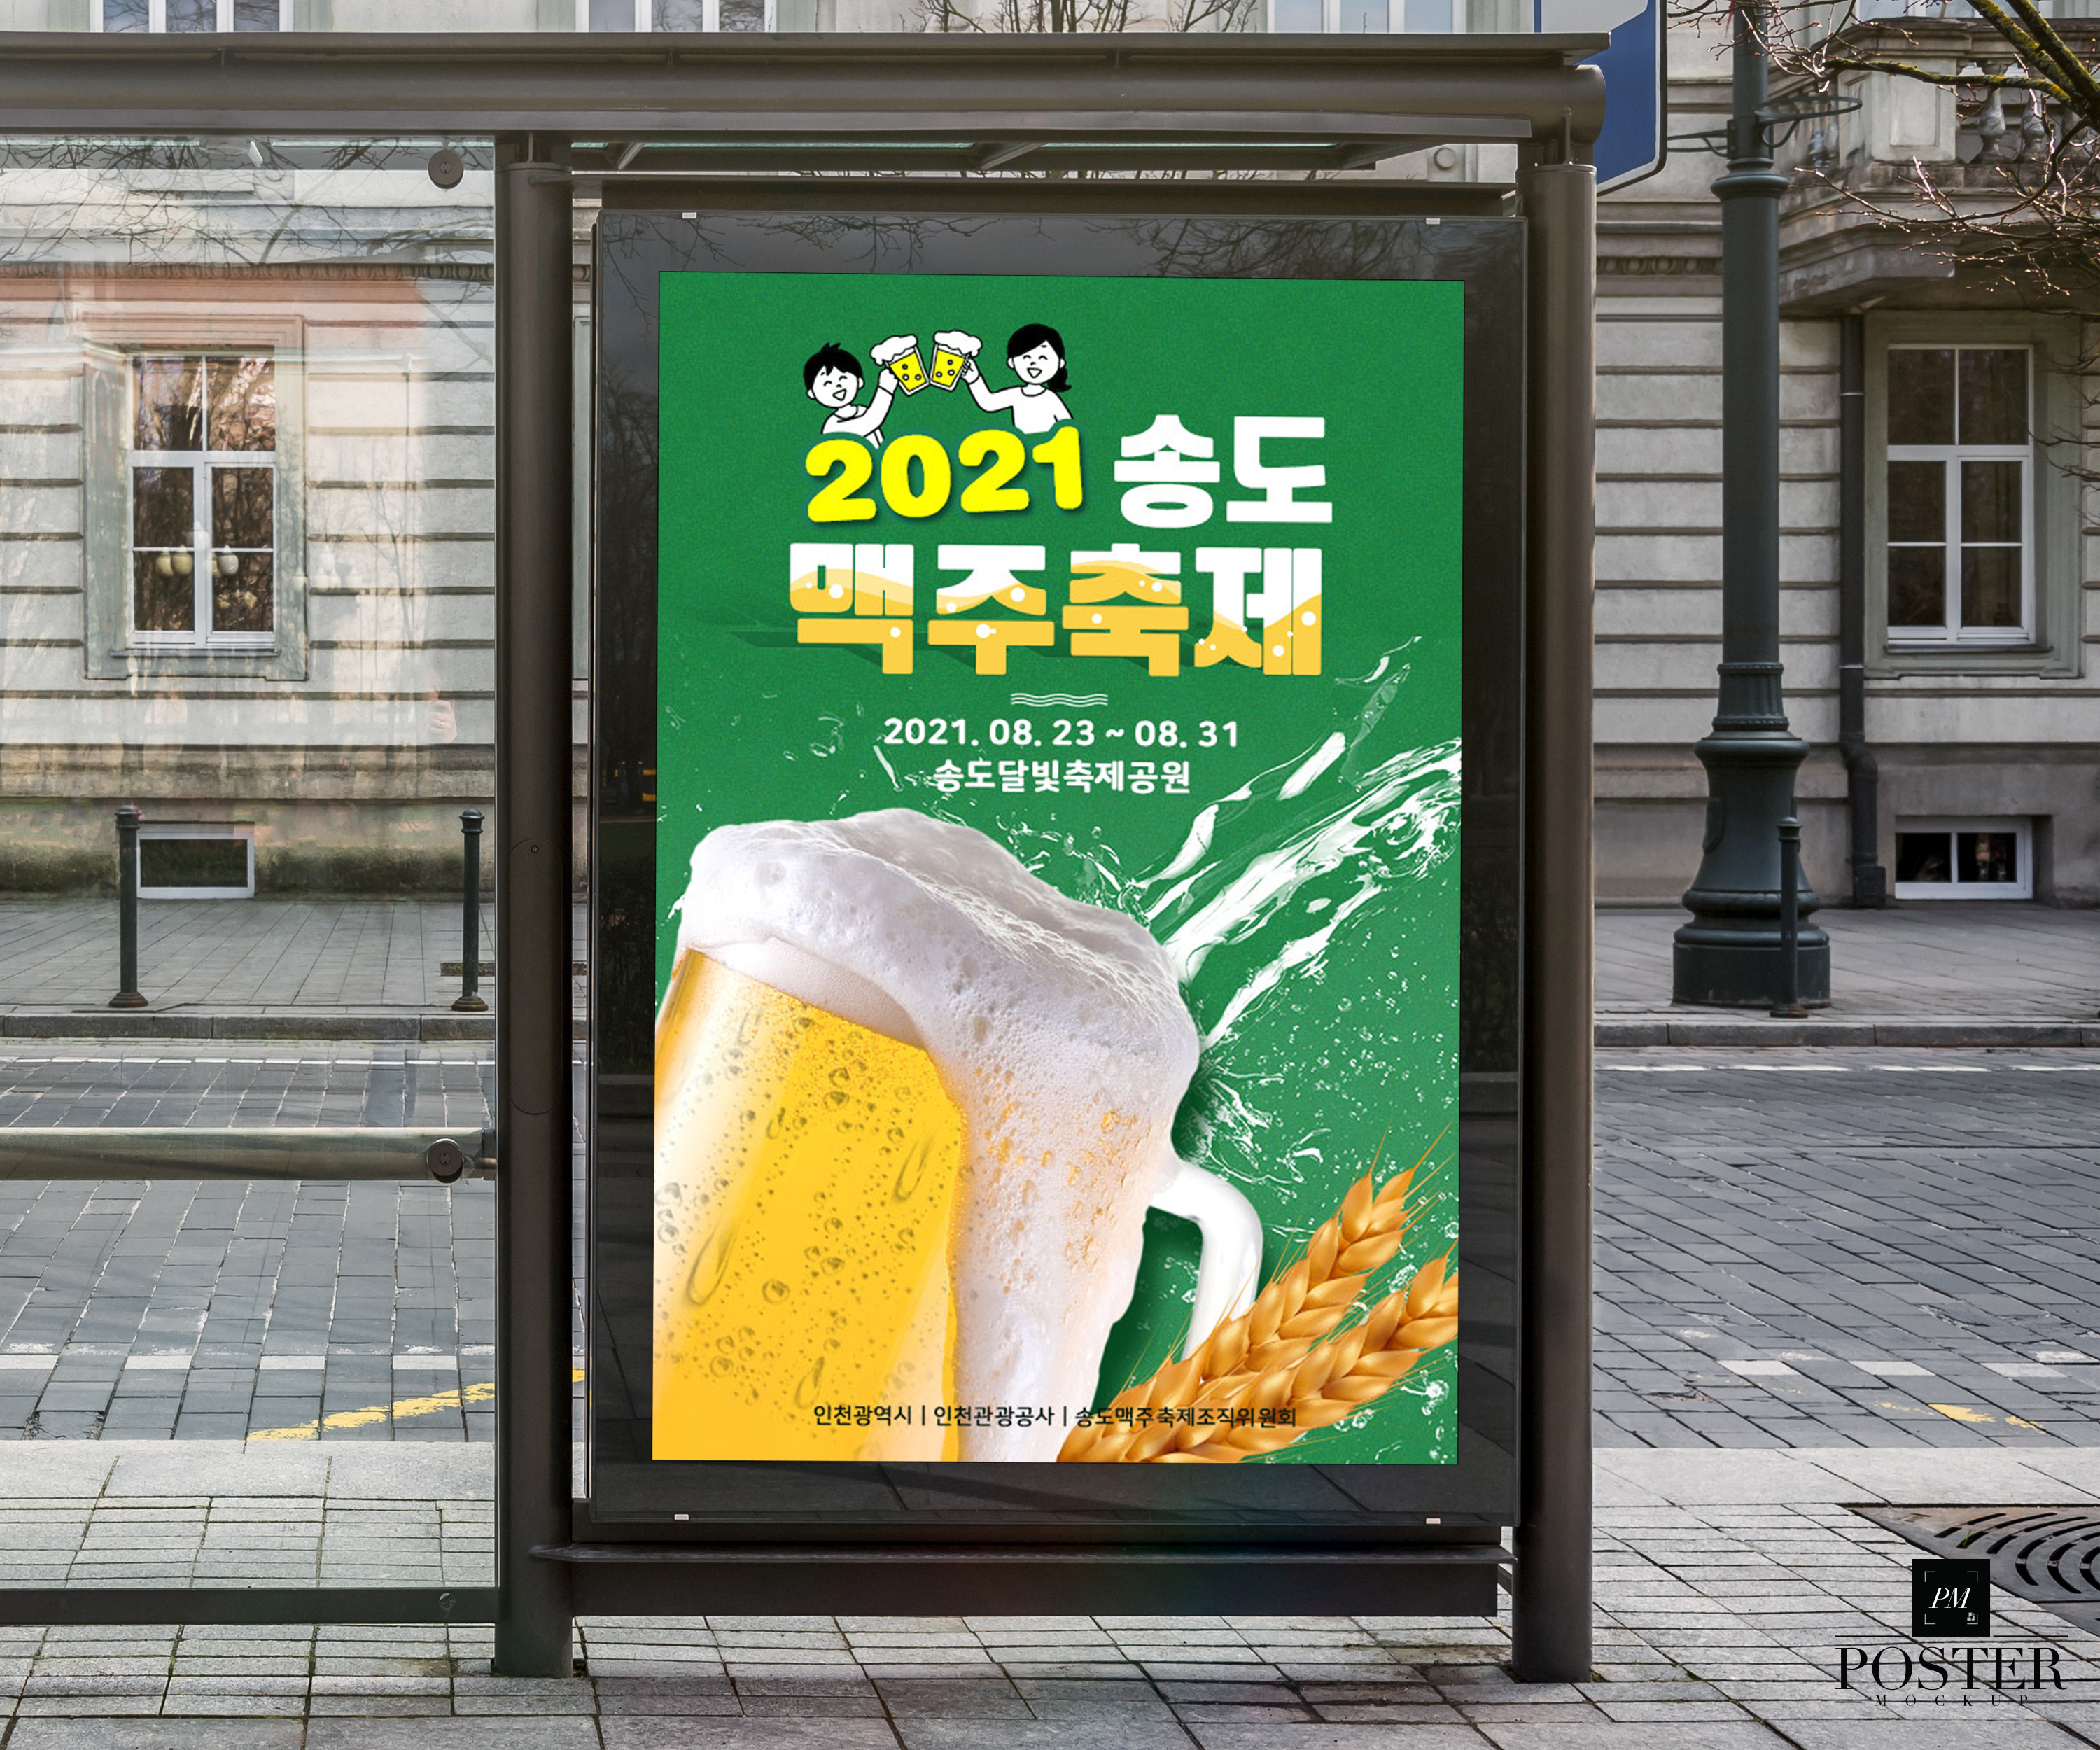 2021 송도
맥주축제
2021. 08. 23 ~ 08. 31
송도달빛축제공원
인천광역시 | 인천관광공사 | 송도맥주축제조직위원회
PM
POSTER
MOCKUP